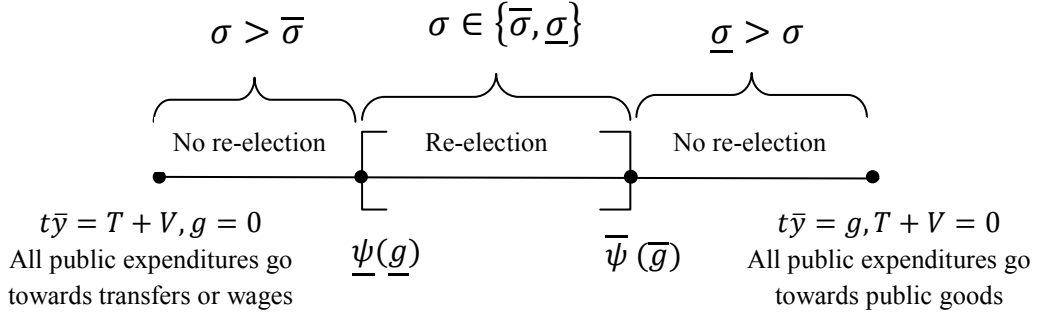 σ > σ̅
σ ∈ {σ̅, σ̲}
σ̲ > σ
No re-election
Re-election
No re-election
tȳ = T + V, g = 0
All public expenditures go
towards transfers or wages
ψ̲(g̲)
ψ̅ (g̅)
tȳ = g, T + V = 0
All public expenditures go
towards public goods